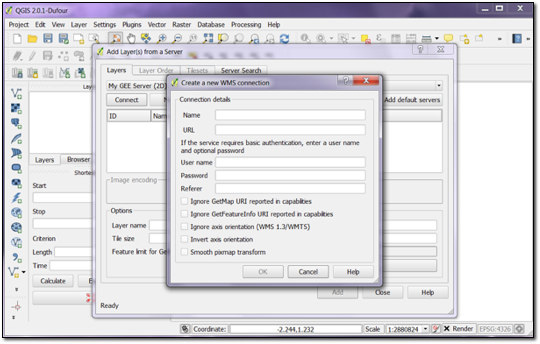 QGIS 2.0.1-Dufour
Project Edit View Layer Settings Plugins Vector Raster Database Processing Help
Add Layer(s) from a Server
Layers Layer Order Tilesets Server Search
My GEE Server (2D)
Connect
Add default servers
ID
Image encoding
Options
Layer name
Tile size
Feature limit for
Ready
Add Close Help
Create a new WMS connection
Connection details
Name
URL
If the service requires basic authentication, enter a user name
and optional password
User name
Password
Referer
Ignore GetMap URI reported in capabilities
Ignore GetFeatureInfo URI reported in capabilities
Ignore axis orientation (WMS 1.3/WMTS)
Invert axis orientation
Smooth pixmap transform
OK Cancel Help
Layers Browser
Start
Stop
Criterion
Length
Time
Calculate
Coordinate: -2.244,1.232 Scale 1:2880824 Render EPSG:4326